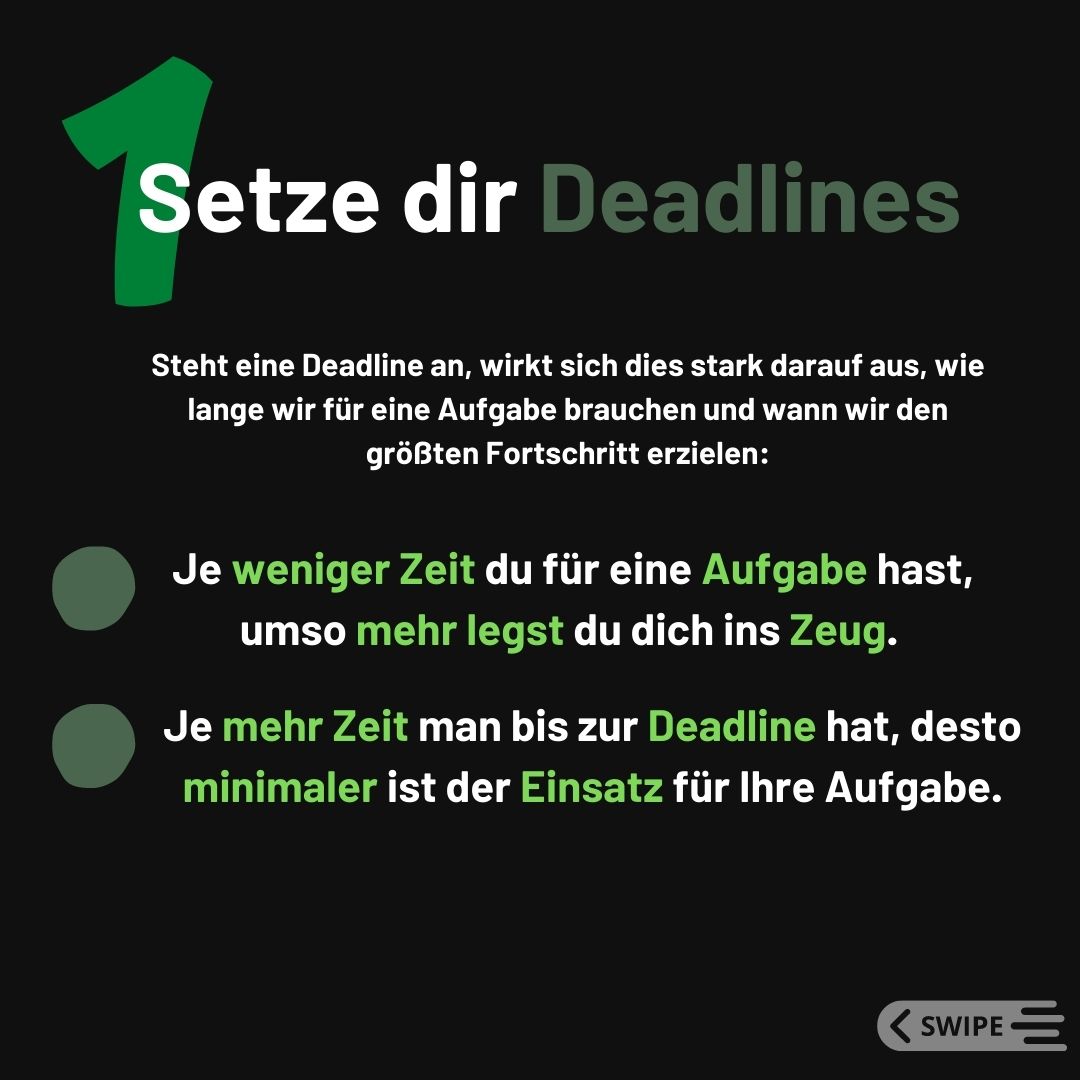 1
Setze dir Deadlines
Steht eine Deadline an, wirkt sich dies stark darauf aus, wie
lange wir für eine Aufgabe brauchen und wann wir den
größten Fortschritt erzielen:
Je weniger Zeit du für eine Aufgabe hast,
umso mehr legst du dich ins Zeug.
Je mehr Zeit man bis zur Deadline hat, desto
minimaler ist der Einsatz für Ihre Aufgabe.
SWIPE